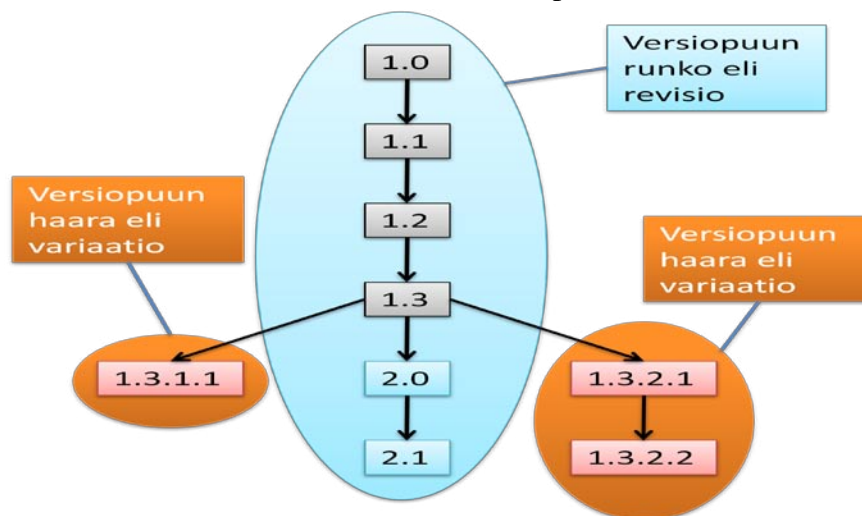 1.0
Versiopuun
runko eli
revisio
1.1
Versiopuun
haara eli
variaatio
1.2
Versiopuun
haara eli
variaatio
1.3
1.3.1.1
2.0
1.3.2.1
2.1
1.3.2.2